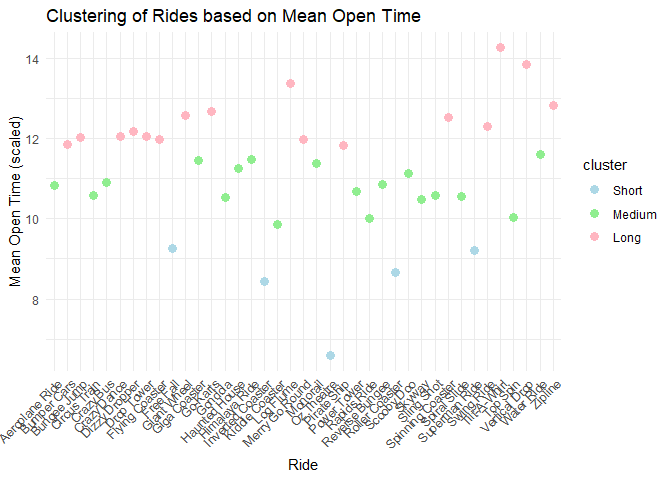 Clustering of Rides based on Mean Open Time
Mean Open Time (scaled)
14
12
10
8
Aeroplane Ride
Bumper Cars
Bungee Jump
Circus Train
Crazy Bus
Crazy Dance
Dizzy Dropper
Drop Tower
Flying Coaster
Free Fall
Giant Wheel
Giga Coaster
Go-Karts
Gondola
Haunted House
Himalaya Ride
Inverted Coaster
Kiddie Coaster
Log Flume
Merry Go Round
Monorail
Pirate Ship
Power Tower
Rapids Ride
Reverse Bungee
Roller Coaster
Scooby Doo
Skyway
Sling Shot
Spinning Coaster
Spiral Slide
Superman Ride
Swing Ride
Top Spin
Vertical Drop
Water Ride
Zipline
Ride
cluster
Short
Medium
Long